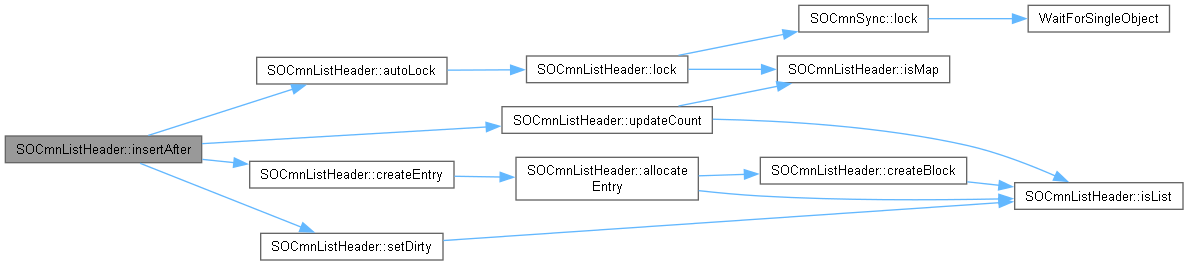 SOCmnListHeader::insertAfter
SOCmnListHeader::autoLock
SOCmnListHeader::lock
SOCmnSync::lock
WaitForSingleObject
SOCmnListHeader::isMap
SOCmnListHeader::updateCount
SOCmnListHeader::createEntry
SOCmnListHeader::allocate
Entry
SOCmnListHeader::createBlock
SOCmnListHeader::isList
SOCmnListHeader::setDirty